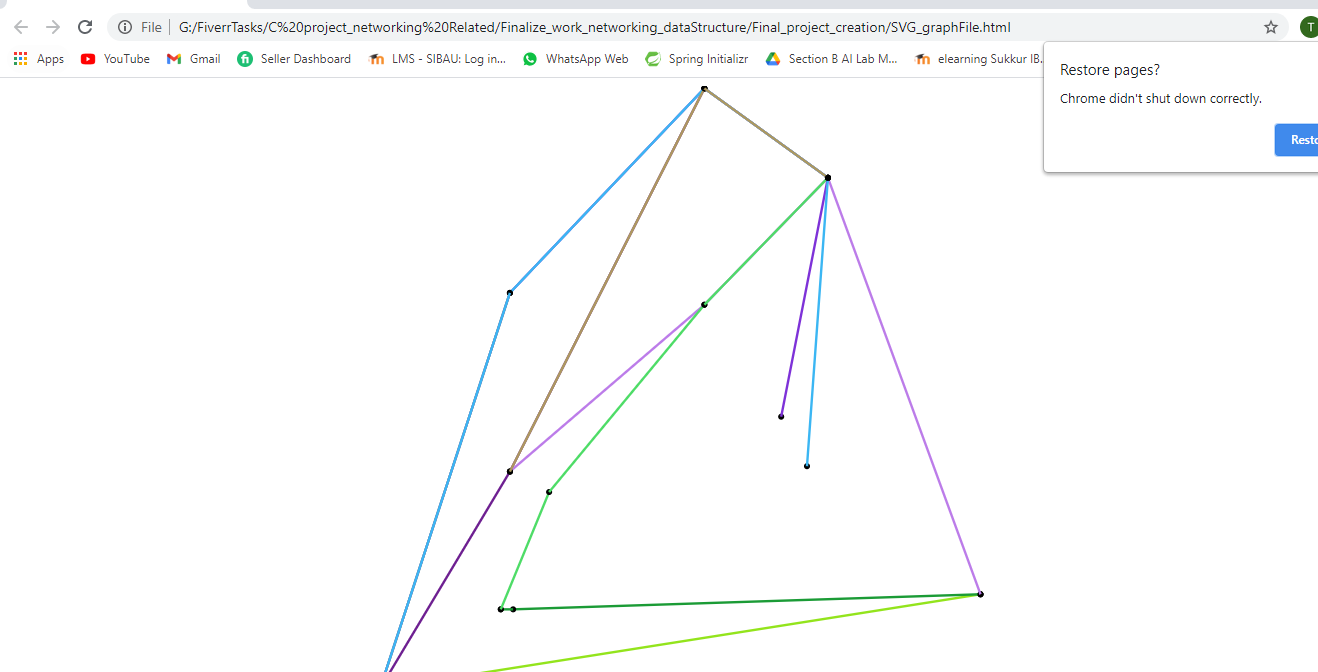 File G:/FiverrTasks/C%20project_networking%20Related/Finalize_work_networking_dataStructure/Final_project_creation/SVG_graphFile.html T
Apps YouTube Gmail fi Seller Dashboard LMS - SIBAU: Log in... WhatsApp Web Spring Initializr Section B AI Lab M... elearning Sukkur IB...
Restore pages?
Chrome didn't shut down correctly.
Resto